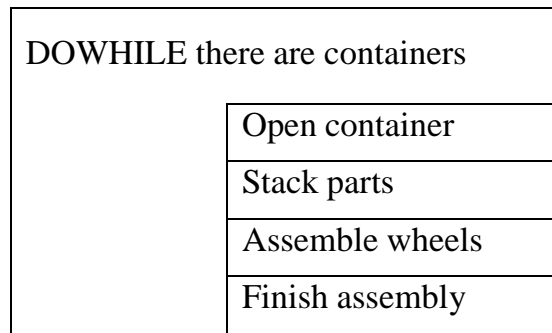 DOWHILE there are containers
Open container
Stack parts
Assemble wheels
Finish assembly